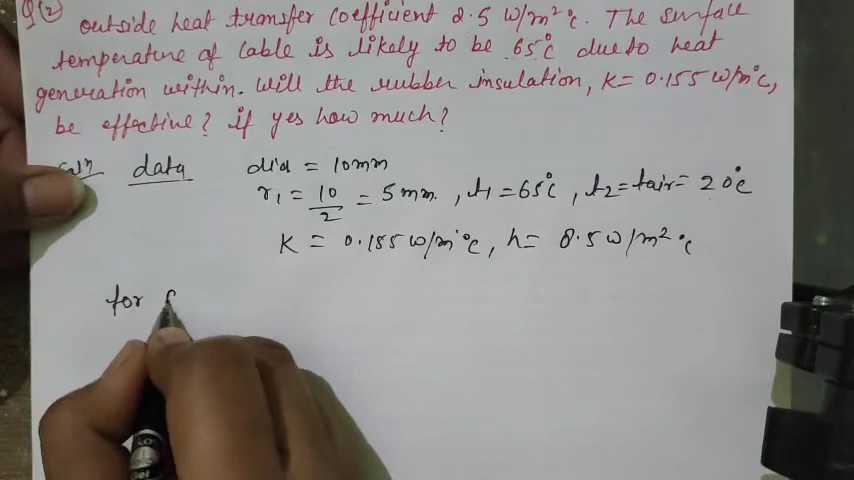 Q(2) outside heat transfer coefficient 8.5 W/m²°c. The surface
temperature of cable is likely to be 65°c due to heat
generation within. Will the rubber insulation, K = 0.155 w/m°c,
be effective? if yes how much?
Solⁿ data dia = 10mm
r₁ = 10/2 = 5mm, t₁ = 65°c, t₂ = tair = 20°c
K = 0.155 w/m°c, h = 8.5 w/m²°c
for